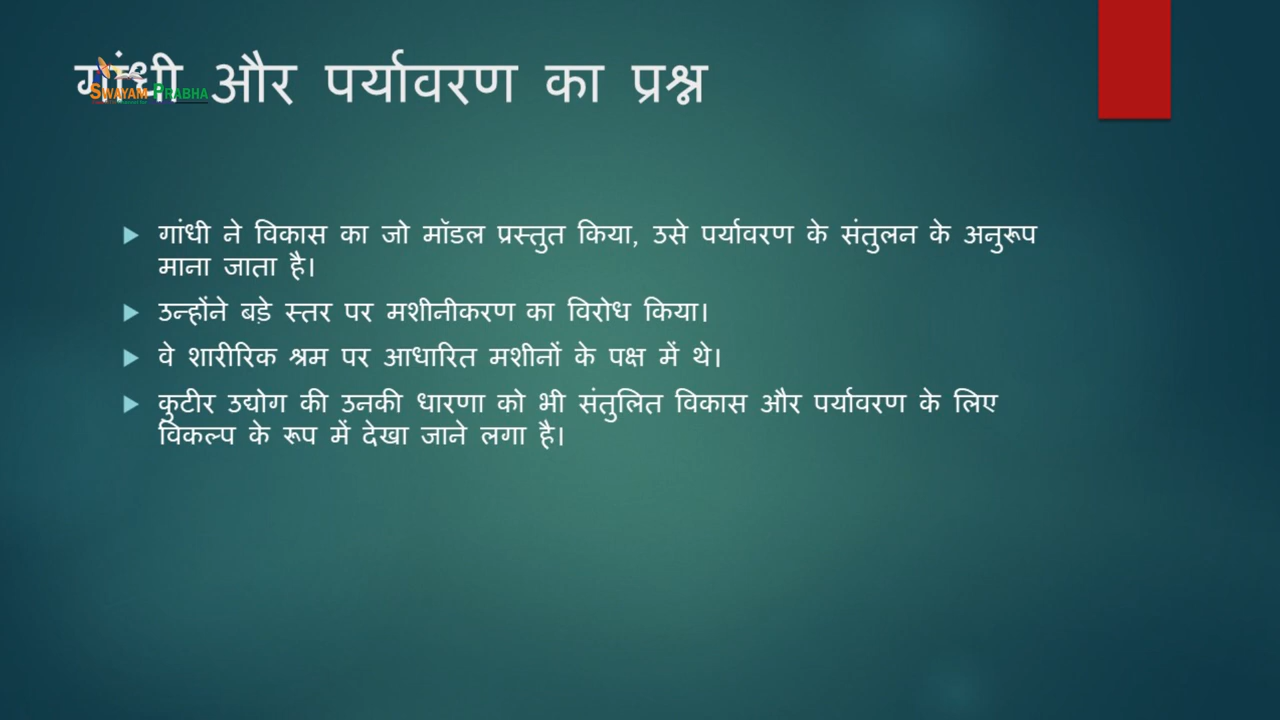 गांधी और पर्यावरण का प्रश्न
SWAYAM PRABHA
गांधी ने विकास का जो मॉडल प्रस्तुत किया, उसे पर्यावरण के संतुलन के अनुरूप
माना जाता है।
उन्होंने बड़े स्तर पर मशीनीकरण का विरोध किया।
वे शारीरिक श्रम पर आधारित मशीनों के पक्ष में थे।
कुटीर उद्योग की उनकी धारणा को भी संतुलित विकास और पर्यावरण के लिए
विकल्प के रूप में देखा जाने लगा है।